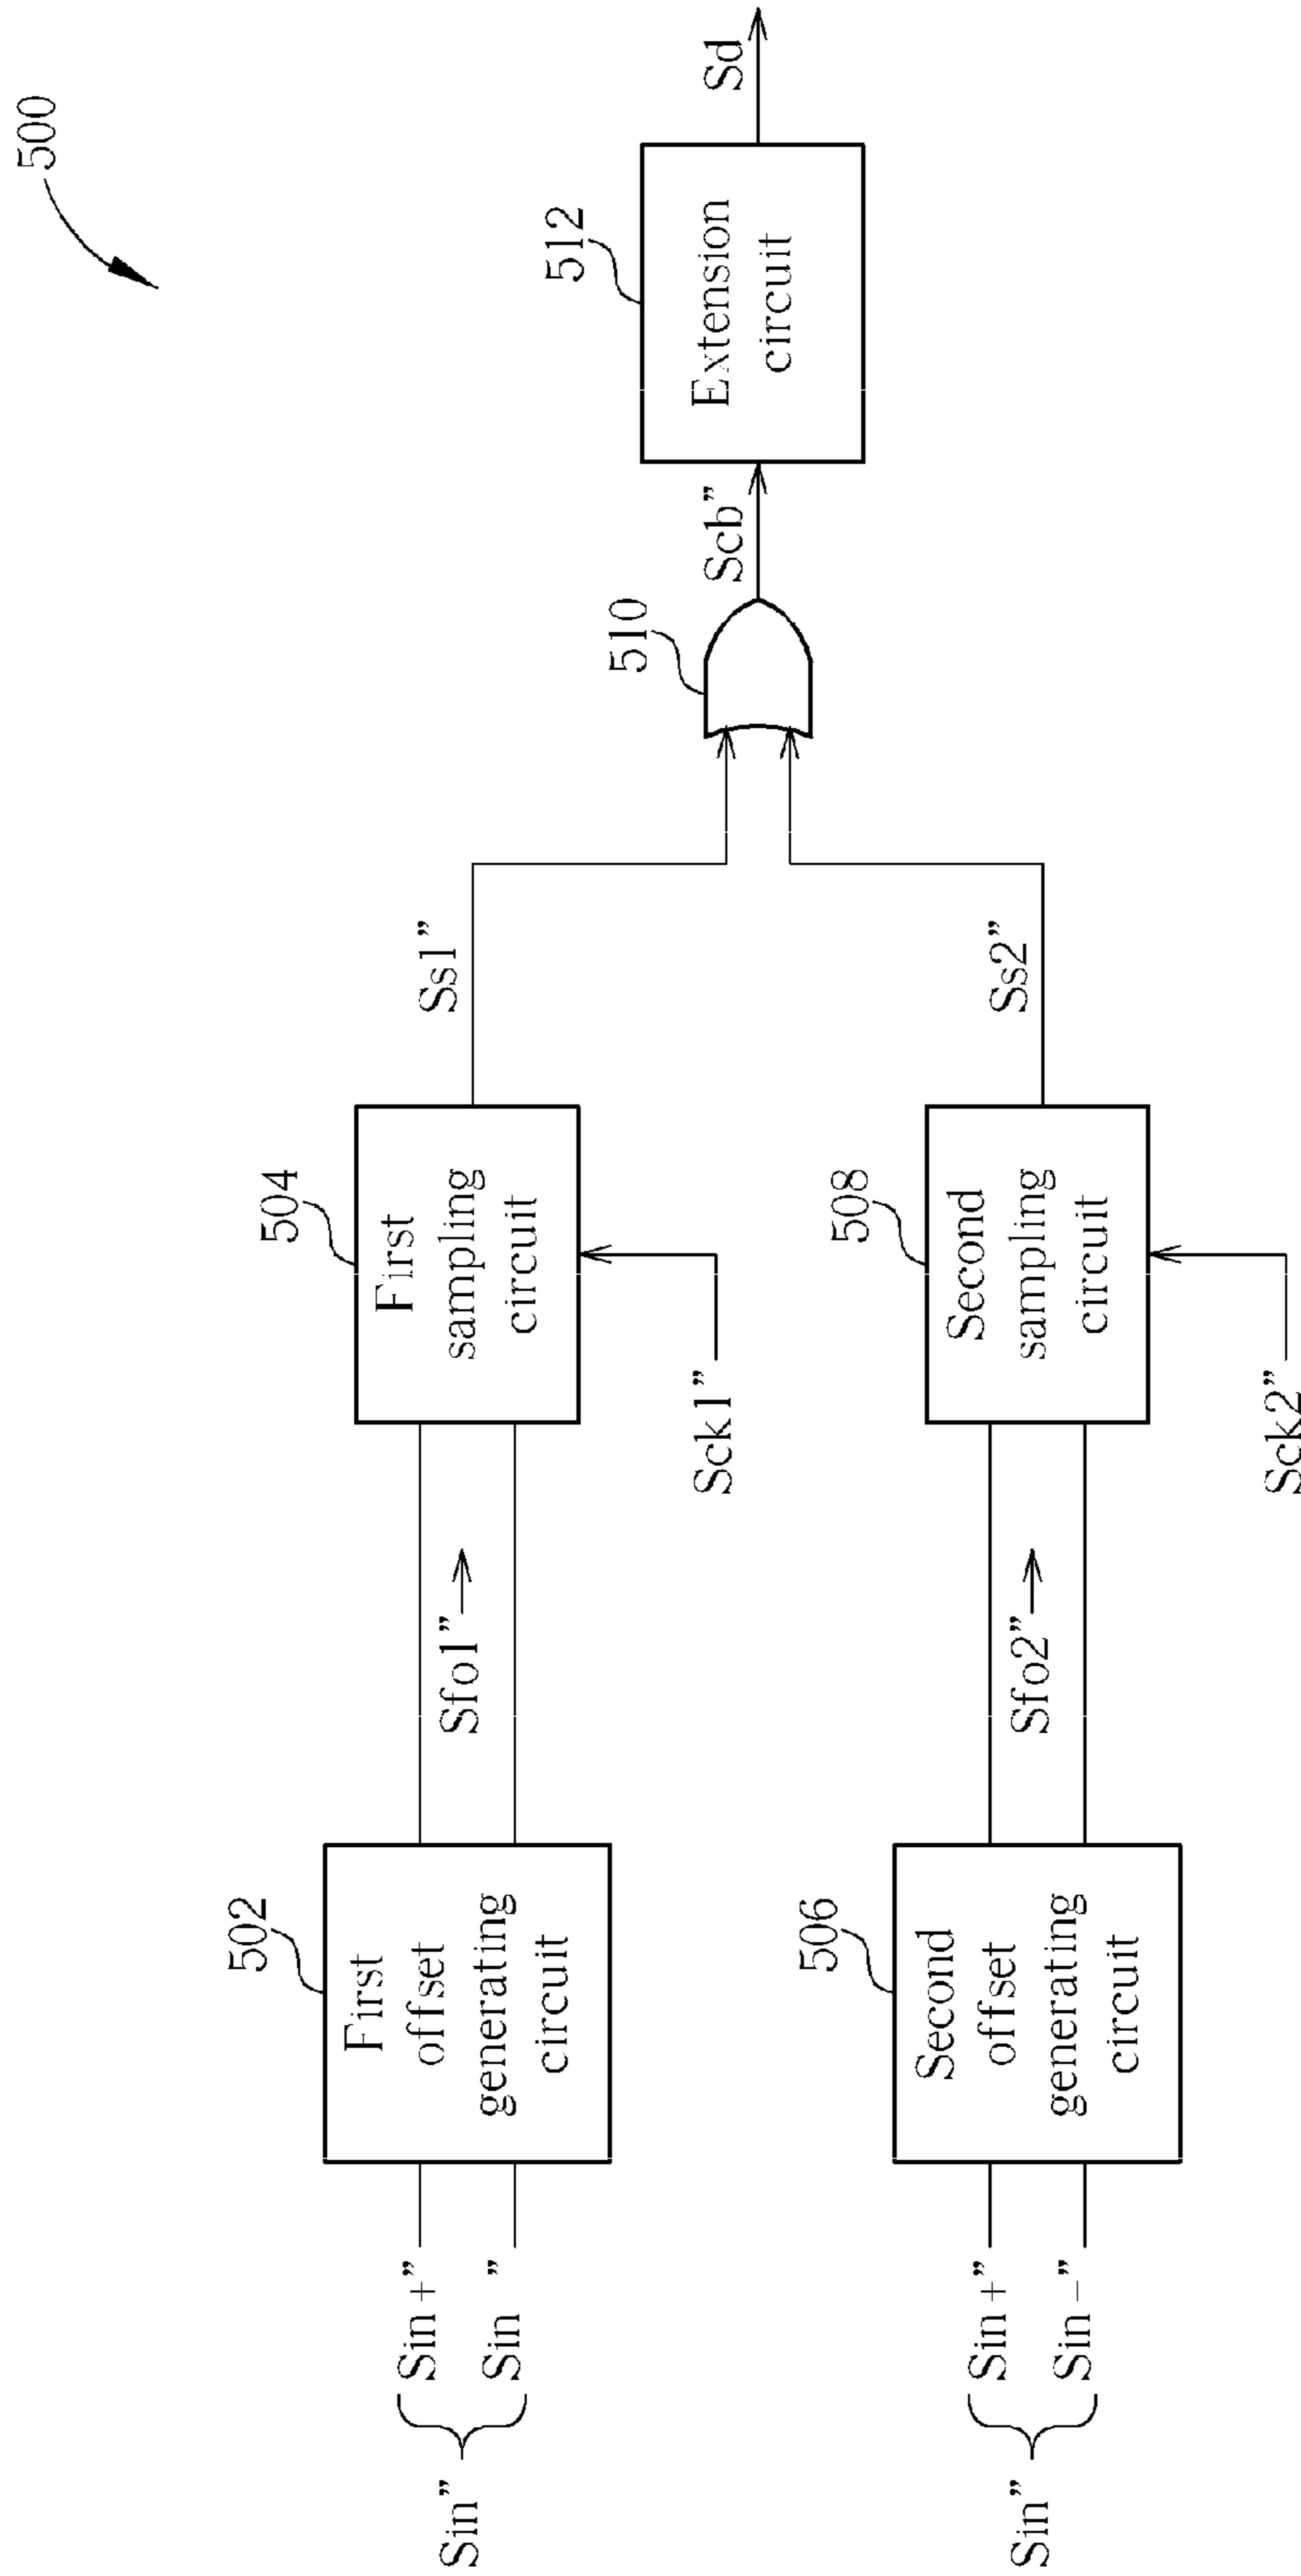 500
502
First
offset
generating
circuit
Sin”
Sin+”
Sin ”
Sfo1”
504
First
sampling
circuit
Sck1”
Ss1”
506
Second
offset
generating
circuit
Sin”
Sin+”
Sin-”
Sfo2”
508
Second
sampling
circuit
Sck2”
Ss2”
510
Scb”
512
Extension
circuit
Sd